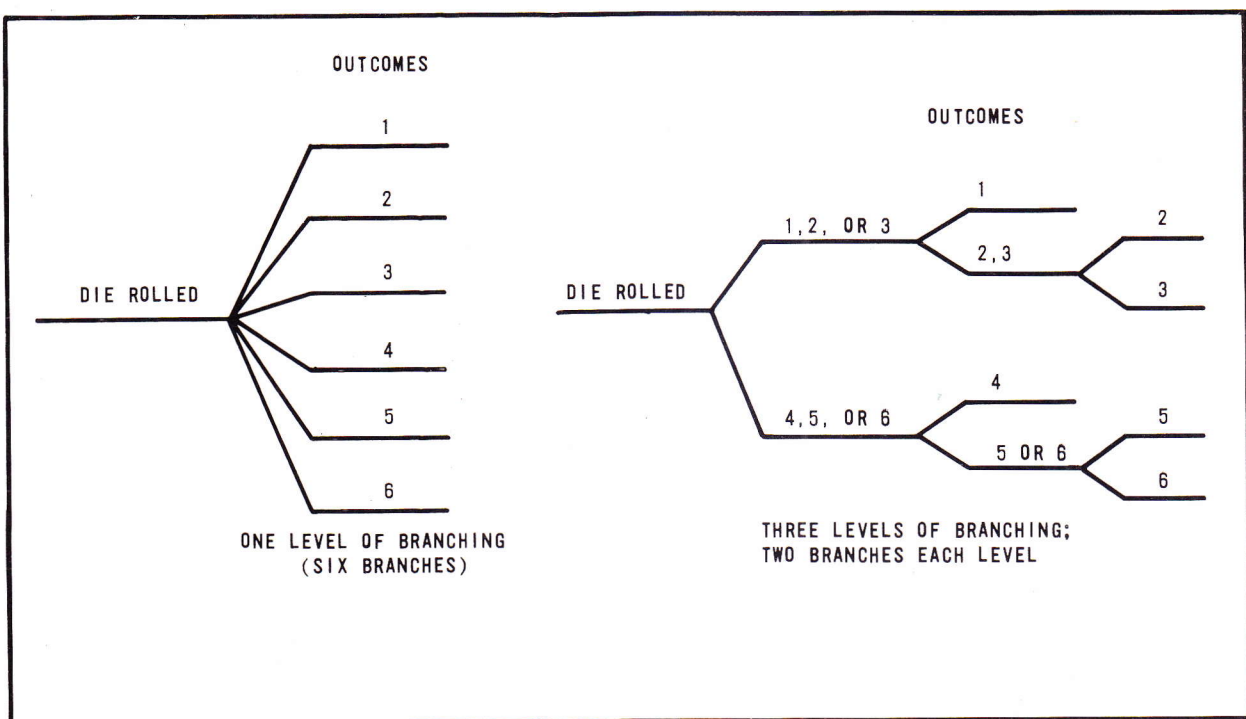 OUTCOMES
1
2
3
DIE ROLLED
4
5
6
ONE LEVEL OF BRANCHING
(SIX BRANCHES)
OUTCOMES
1
1,2, OR 3
2
2,3
3
DIE ROLLED
4
4,5, OR 6
5
5 OR 6
6
THREE LEVELS OF BRANCHING;
TWO BRANCHES EACH LEVEL